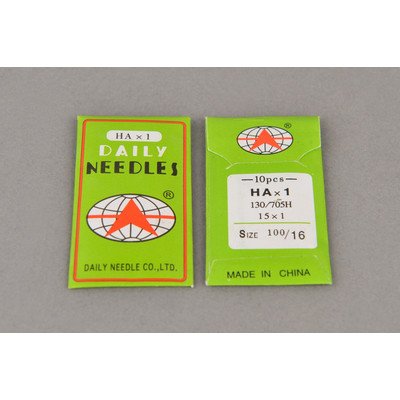 HA × 1
DAILY
NEEDLES
®
DAILY NEEDLE CO.,LTD.
®
10pcs
HA × 1
130/705H
15 × 1
SIZE 100/16
MADE IN CHINA